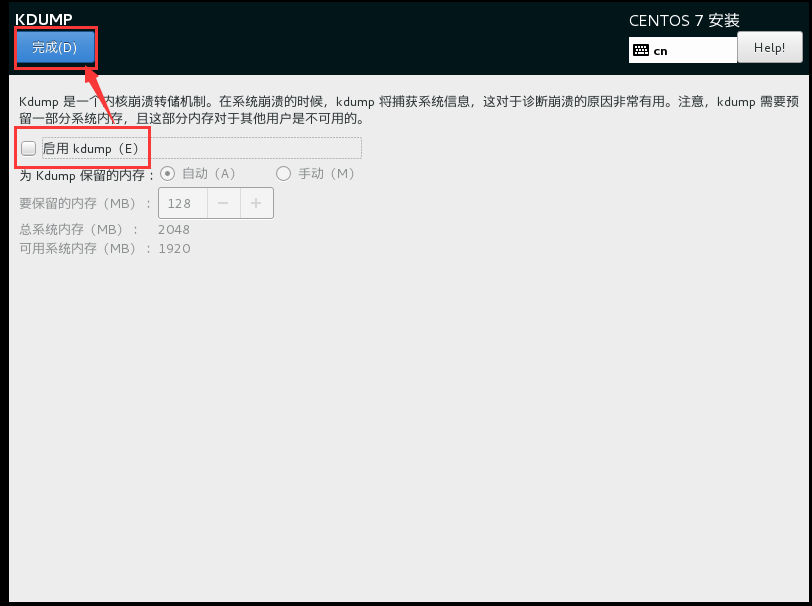 KDUMP
CENTOS 7 安装
完成(D)
cn
Help!
Kdump 是一个内核崩溃转储机制。在系统崩溃的时候，kdump 将捕获系统信息，这对于诊断崩溃的原因非常有用。注意，kdump 需要预
留一部分系统内存，且这部分内存对于其他用户是不可用的。
启用 kdump（E）
为 Kdump 保留的内存： 自动（A） 手动（M）
要保留的内存（MB）： 128 − +
总系统内存（MB）： 2048
可用系统内存（MB）： 1920